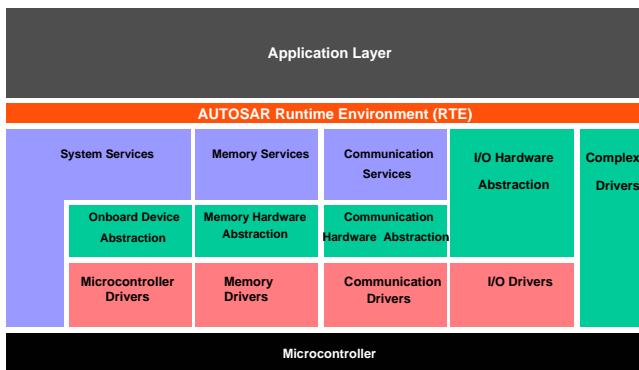 Application Layer
AUTOSAR Runtime Environment (RTE)
System Services
Memory Services
Communication
Services
I/O Hardware
Abstraction
Complex
Drivers
Onboard Device
Abstraction
Memory Hardware
Abstraction
Communication
Hardware Abstraction
Microcontroller
Drivers
Memory
Drivers
Communication
Drivers
I/O Drivers
Microcontroller